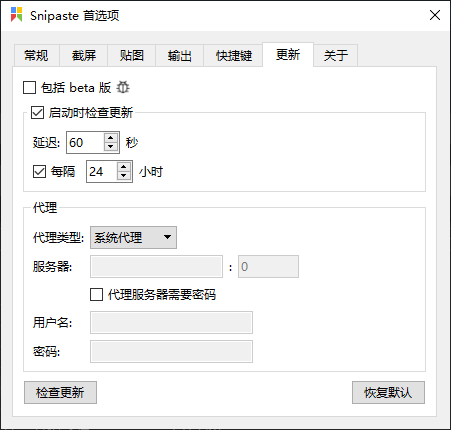 Snipaste 首选项
常规 截屏 贴图 输出 快捷键 更新 关于
包括 beta 版
启动时检查更新
延迟: 60 秒
每隔 24 小时
代理
代理类型: 系统代理
服务器: : 0
代理服务器需要密码
用户名:
密码:
检查更新 恢复默认